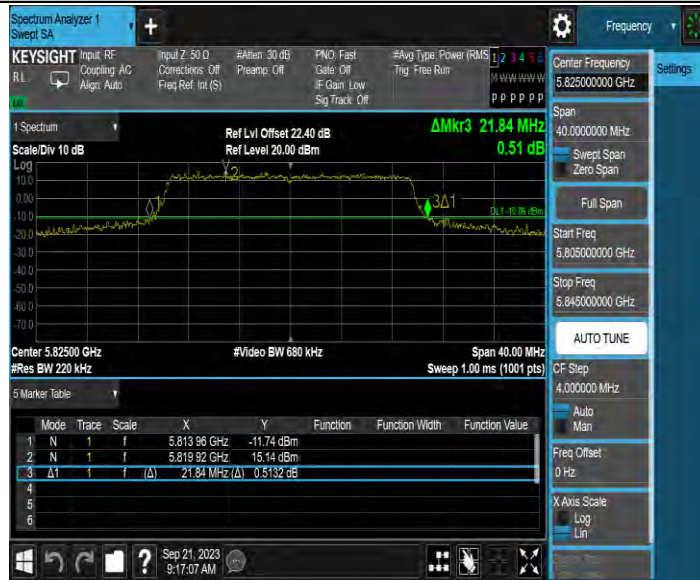 Spectrum Analyzer 1
Swept SA
+
Frequency
KEYSIGHT Input: RF Input Z: 50 Ω #Atten: 30 dB PNO: Fast #Avg Type: Power (RMS 1 2 3 4 5 6
RL Coupling: AC Corrections: Off Preamp: Off Gate: Off Trig: Free Run M W W W W W
Align: Auto Freq Ref: Int (S) IF Gain: Low
Sig Track: Off P P P P P P
Center Frequency
5.825000000 GHz
Settings
Span
40.0000000 MHz
Swept Span
Zero Span
Full Span
Start Freq
5.805000000 GHz
Stop Freq
5.845000000 GHz
AUTO TUNE
CF Step
4.000000 MHz
Auto
Man
Freq Offset
0 Hz
X Axis Scale
Log
Lin
1 Spectrum
Ref Lvl Offset 22.40 dB ΔMkr3 21.84 MHz
Scale/Div 10 dB Ref Level 20.00 dBm 0.51 dB
Log
10.0
0.00
-10.0
-20.0
-30.0
-40.0
-50.0
-60.0
-70.0
2
1
3Δ1
DL1 -10.86 dBm
Center 5.82500 GHz #Video BW 680 kHz Span 40.00 MHz
#Res BW 220 kHz Sweep 1.00 ms (1001 pts)
5 Marker Table
Mode Trace Scale X Y Function Function Width Function Value
1 N 1 f 5.813 96 GHz -11.74 dBm
2 N 1 f 5.819 92 GHz 15.14 dBm
3 Δ1 1 f (Δ) 21.84 MHz (Δ) 0.5132 dB
4
5
6
? Sep 21, 2023
9:17:07 AM